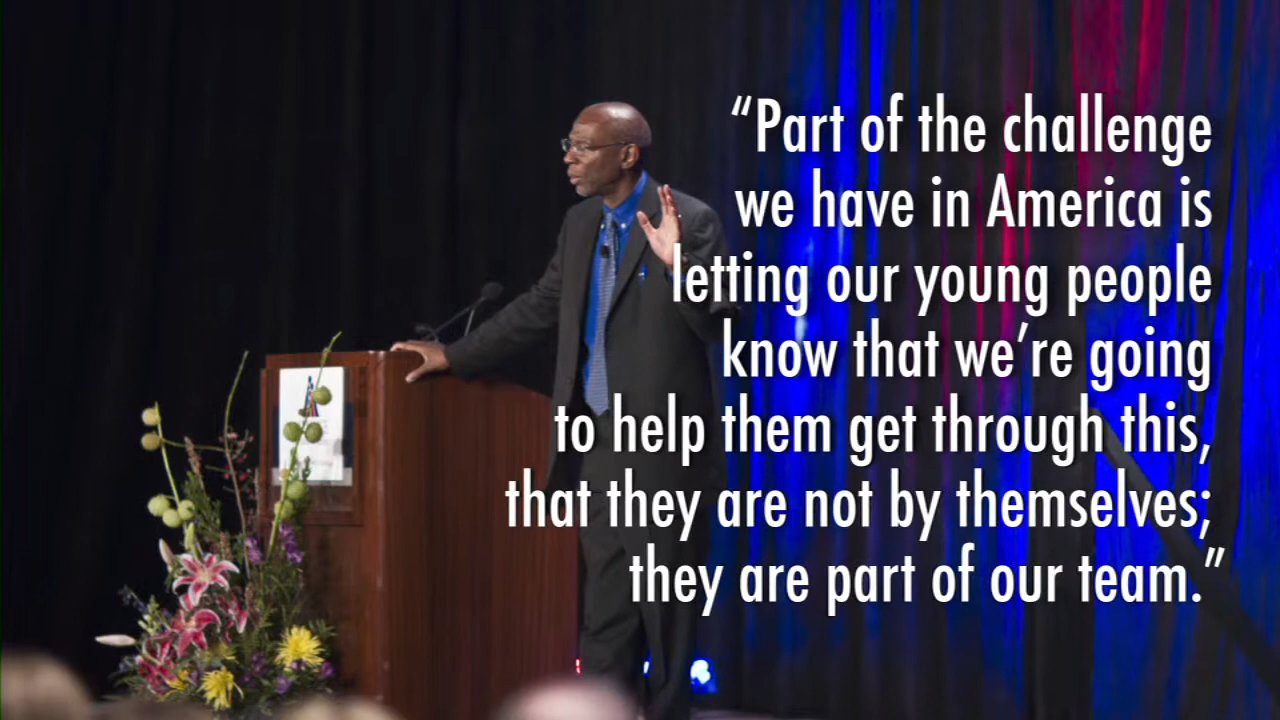 “Part of the challenge
we have in America is
letting our young people
know that we’re going
to help them get through this,
that they are not by themselves;
they are part of our team.”